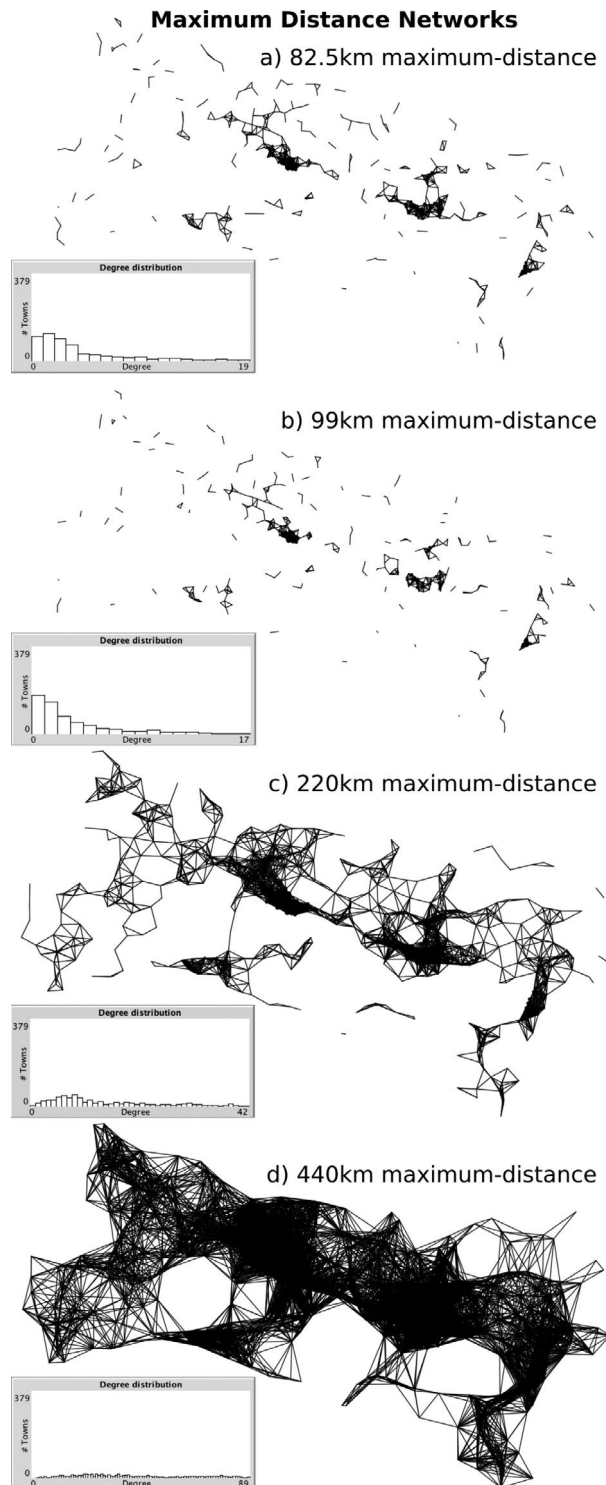 Maximum Distance Networks
a) 82.5km maximum-distance
Degree distribution
379
# Towns
0
0 Degree 19
b) 99km maximum-distance
Degree distribution
379
# Towns
0
0 Degree 17
c) 220km maximum-distance
Degree distribution
379
# Towns
0
0 Degree 42
d) 440km maximum-distance
Degree distribution
379
# Towns
0
0 Degree 89